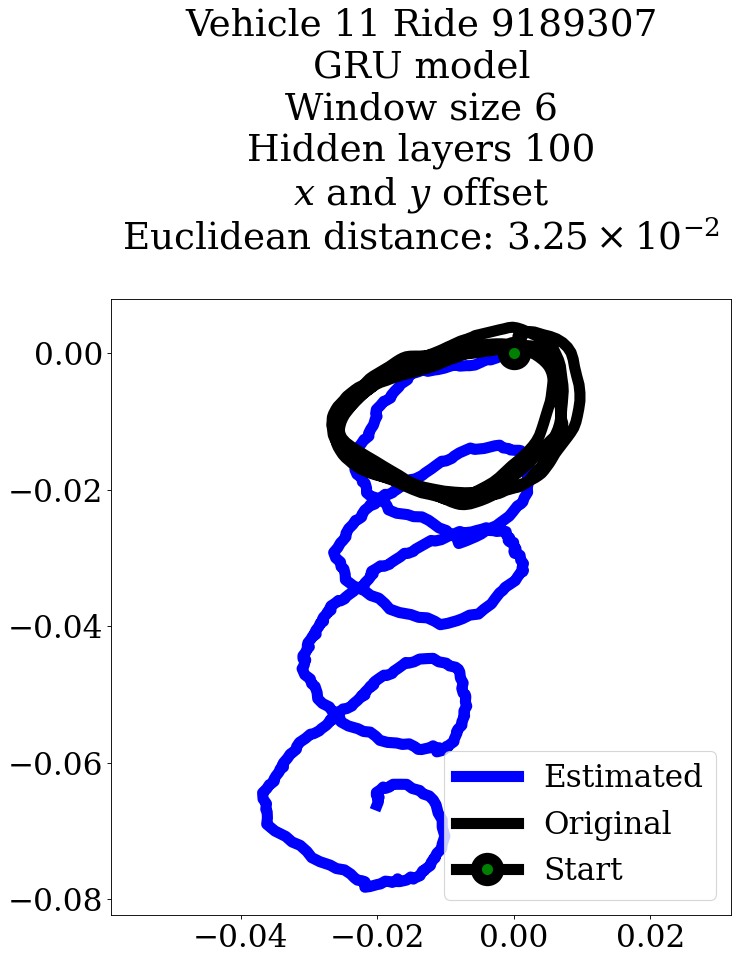 Vehicle 11 Ride 9189307
GRU model
Window size 6
Hidden layers 100
x and y offset
Euclidean distance: 3.25 × 10⁻²
0.00
−0.02
−0.04
−0.06
−0.08
Estimated
Original
Start
−0.04 −0.02 0.00 0.02